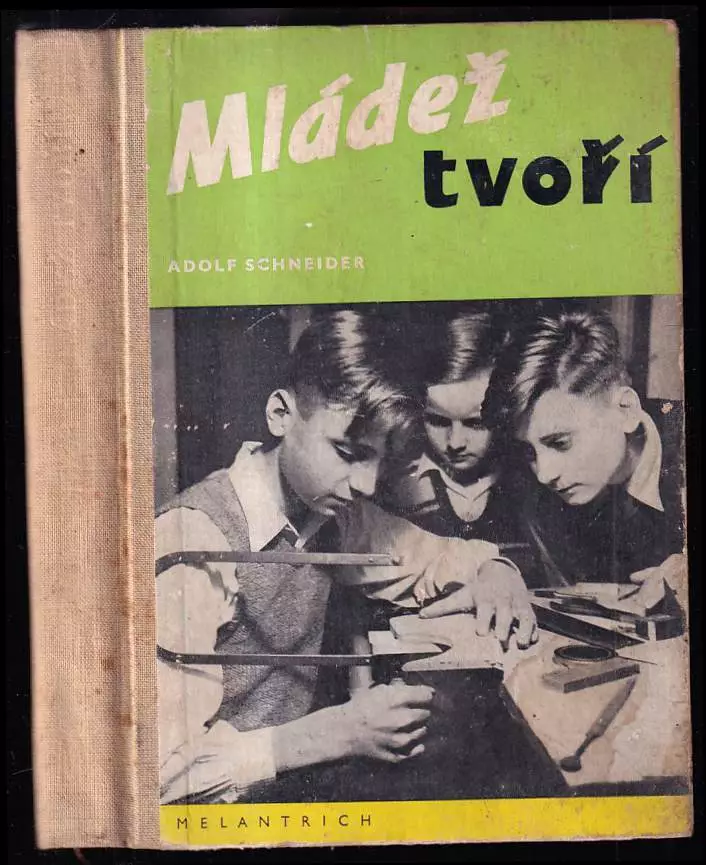 Mládež
tvoří
ADOLF SCHNEIDER
MELANTRICH